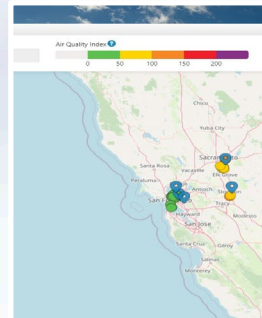 Air Quality Index ?
0 50 100 150 200
Chico
Yuba City
Santa Rosa
Vacaville
Elk Grove
Petaluma
Antioch
Tracy
Hayward
Modesto
San Jose
Santa Cruz
Gilroy
Salinas
Monterey